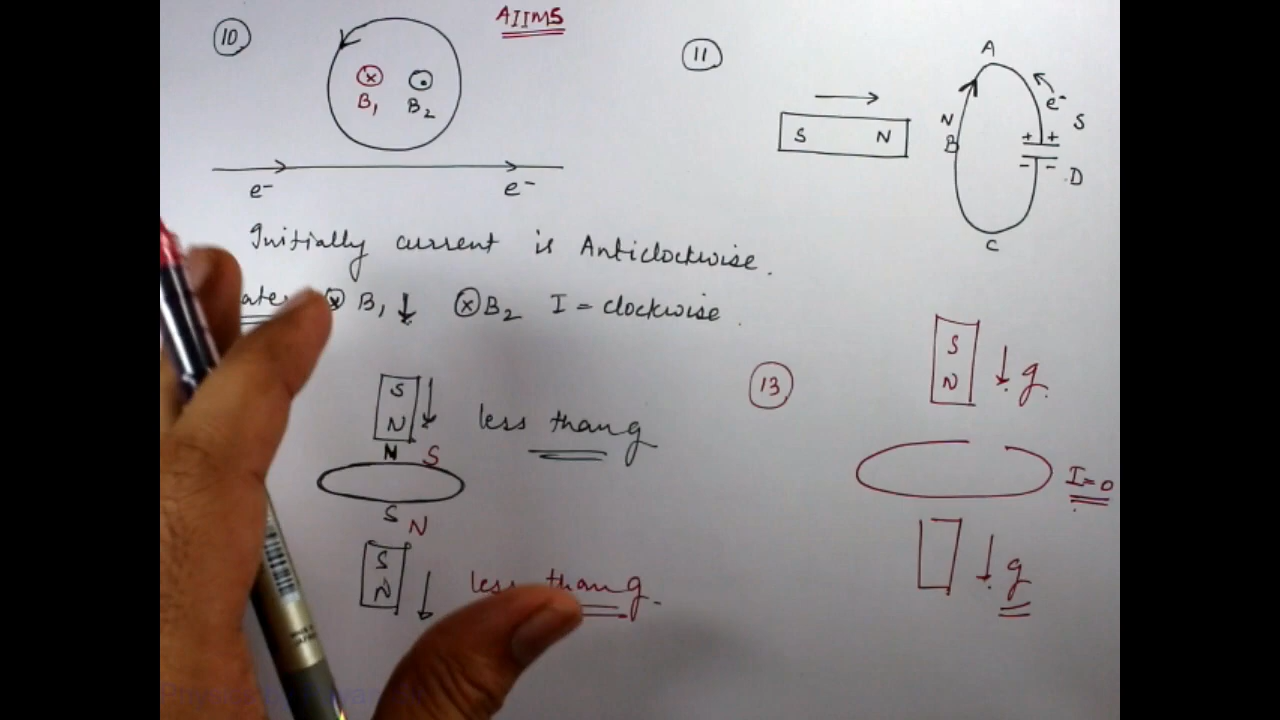 AIIMS
10
B1
B2
e-
e-
Initially current is Anticlockwise.
B1 ↓ B2 I = clockwise.
11
S N
A
e-
N
S
B
+ +
- -
D
C
S
N
less than g
N S
S N
S
N
less than g.
13
S
N
g
I=0
g